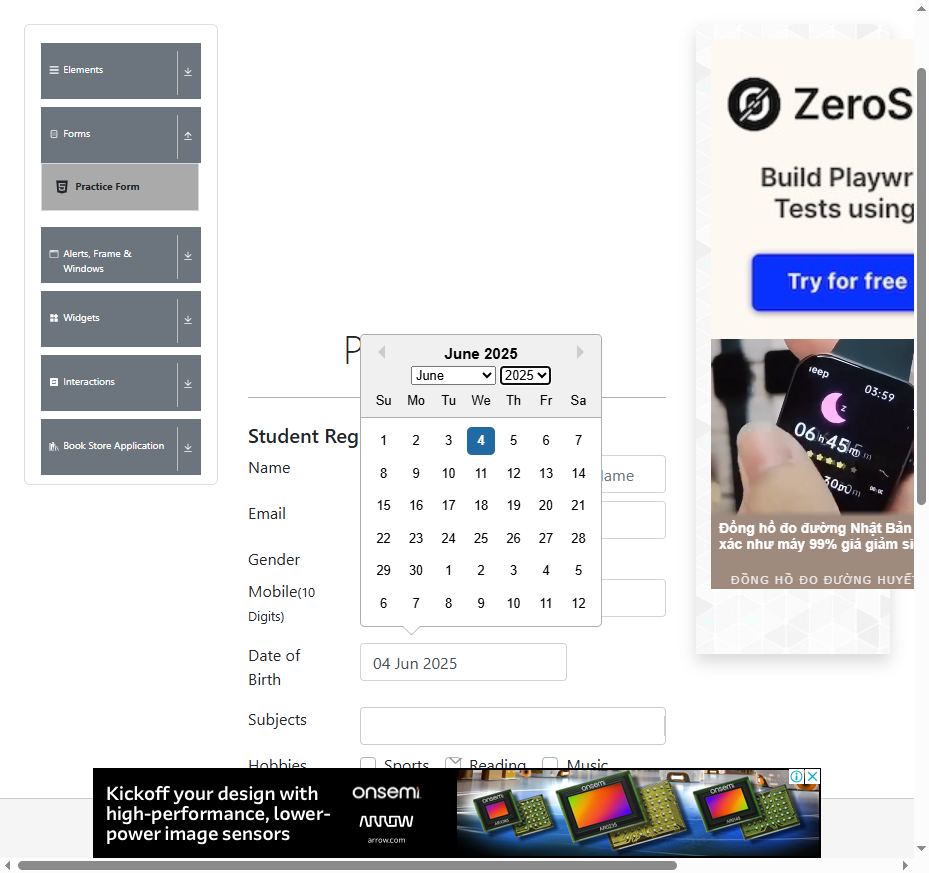 Elements
Forms
Practice Form
Alerts, Frame &
Windows
Widgets
Interactions
Book Store Application
P
Student Reg
Name
Email
Gender
Mobile(10
Digits)
Date of
Birth
Subjects
Hobbies
Name
June 2025
June
2025
Su Mo Tu We Th Fr Sa
1 2 3 4 5 6 7
8 9 10 11 12 13 14
15 16 17 18 19 20 21
22 23 24 25 26 27 28
29 30 1 2 3 4 5
6 7 8 9 10 11 12
04 Jun 2025
Sports Reading Music
ZeroS
Build Playwr
Tests using
Try for free
leep
03:59
Z
06 h 45 m
Đồng hồ đo đường Nhật Bản
xác như máy 99% giá giảm si
ĐỒNG HỒ ĐO ĐƯỜNG HUYẾT
Kickoff your design with
high-performance, lower-
power image sensors
onsemi
ARROW
arrow.com
onsemi
onsemi
onsemi